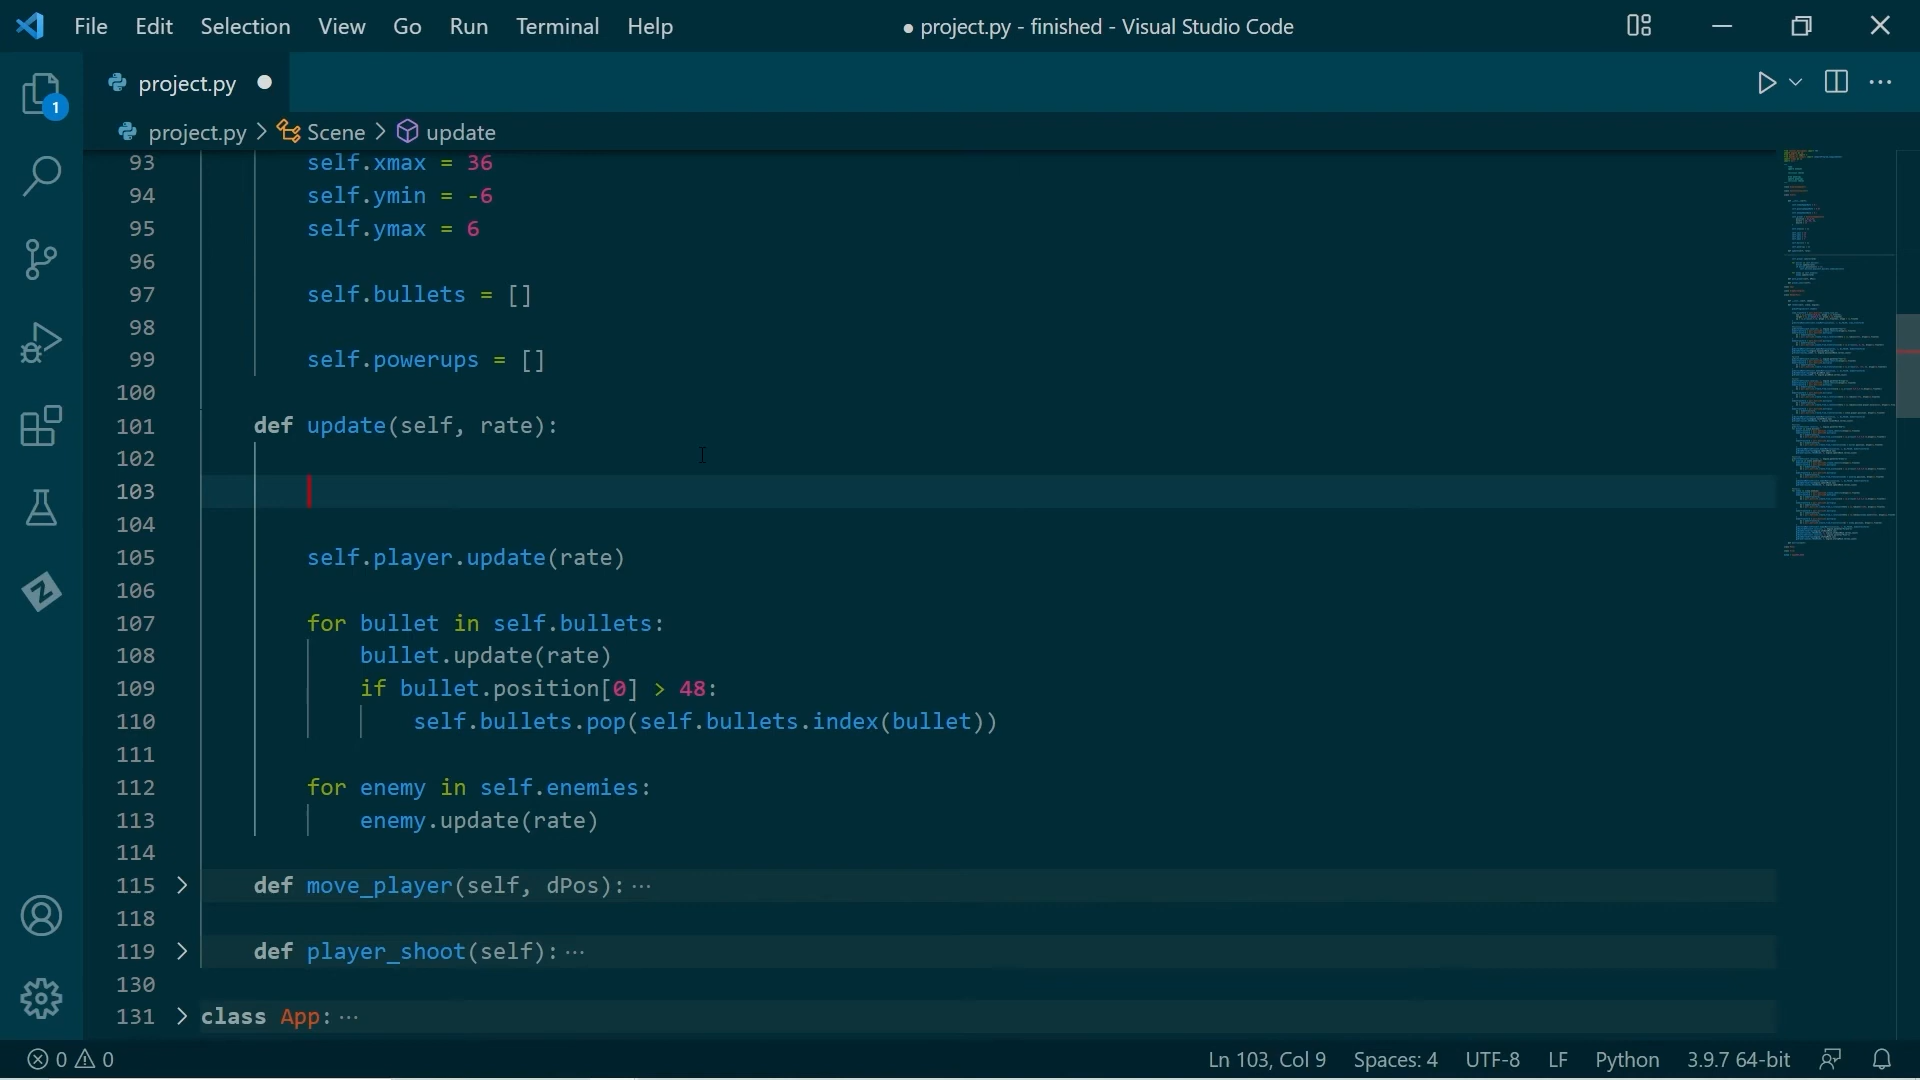 File Edit Selection View Go Run Terminal Help ● project.py - finished - Visual Studio Code
project.py ●
1
project.py > Scene > update
93 self.xmax = 36
94 self.ymin = -6
95 self.ymax = 6
96
97 self.bullets = []
98
99 self.powerups = []
100
101 def update(self, rate):
102
103
104
105 self.player.update(rate)
106
107 for bullet in self.bullets:
108 bullet.update(rate)
109 if bullet.position[0] > 48:
110 self.bullets.pop(self.bullets.index(bullet))
111
112 for enemy in self.enemies:
113 enemy.update(rate)
114
115 def move_player(self, dPos):···
118
119 def player_shoot(self):···
130
131 class App:···
0 0 Ln 103, Col 9 Spaces: 4 UTF-8 LF Python 3.9.7 64-bit